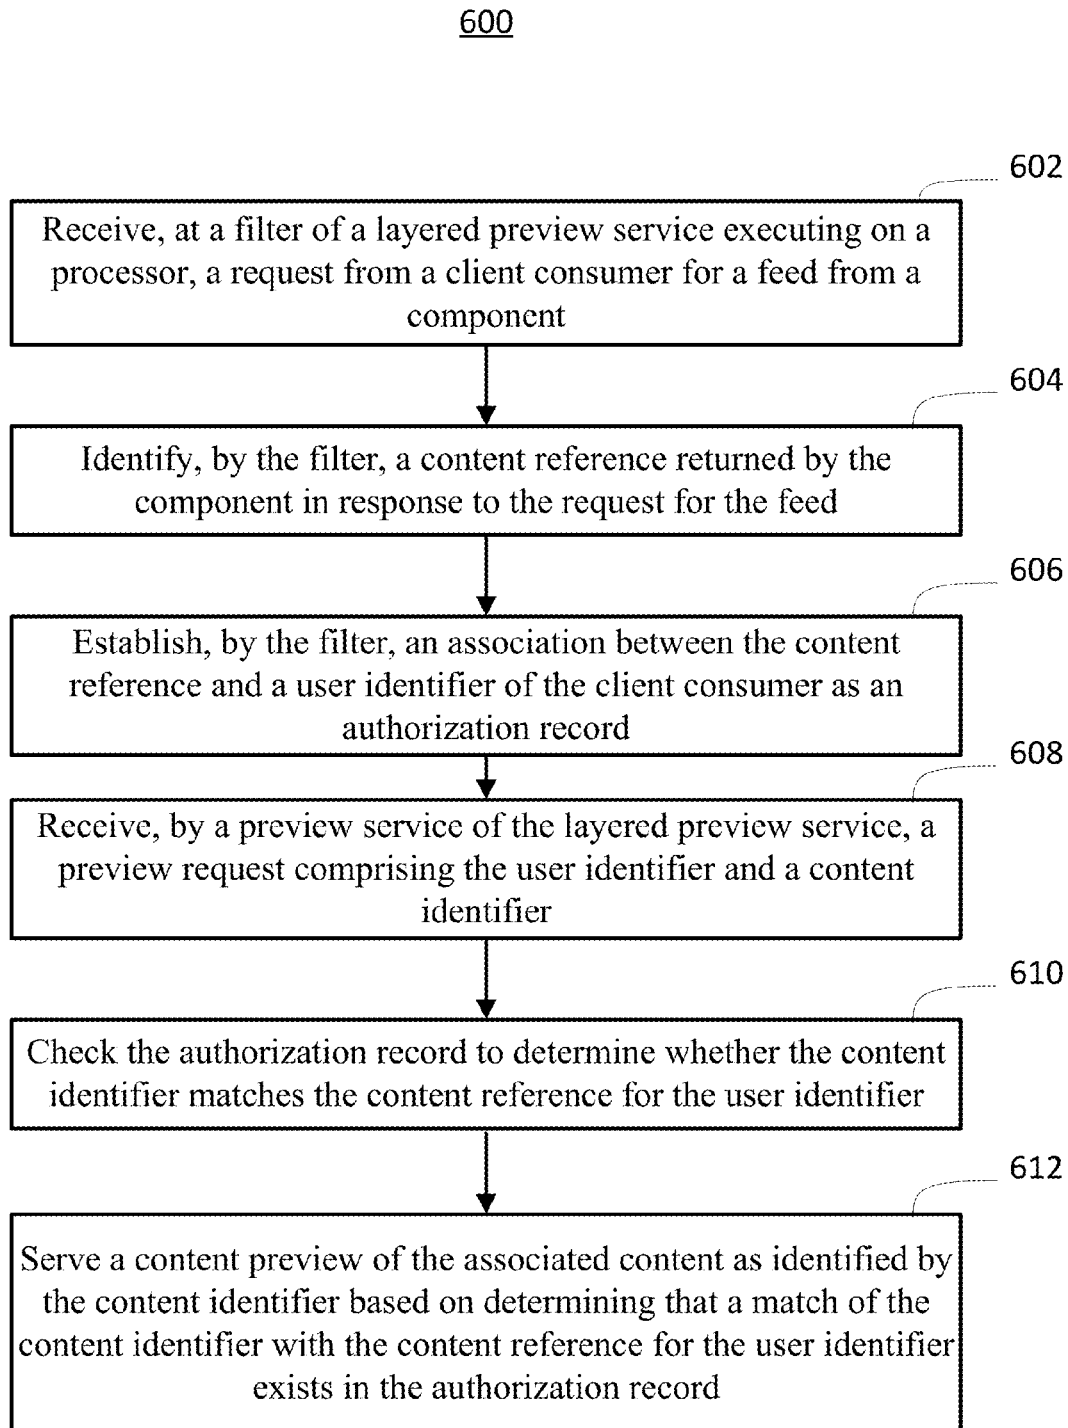 600
602
Receive, at a filter of a layered preview service executing on a
processor, a request from a client consumer for a feed from a
component
604
Identify, by the filter, a content reference returned by the
component in response to the request for the feed
606
Establish, by the filter, an association between the content
reference and a user identifier of the client consumer as an
authorization record
608
Receive, by a preview service of the layered preview service, a
preview request comprising the user identifier and a content
identifier
610
Check the authorization record to determine whether the content
identifier matches the content reference for the user identifier
612
Serve a content preview of the associated content as identified by
the content identifier based on determining that a match of the
content identifier with the content reference for the user identifier
exists in the authorization record